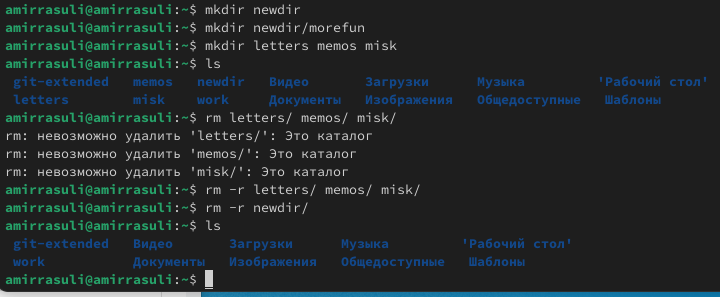 amirrasuli@amirrasuli:~$ mkdir newdir
amirrasuli@amirrasuli:~$ mkdir newdir/morefun
amirrasuli@amirrasuli:~$ mkdir letters memos misk
amirrasuli@amirrasuli:~$ ls
git-extended memos newdir Видео Загрузки Музыка 'Рабочий стол'
letters misk work Документы Изображения Общедоступные Шаблоны
amirrasuli@amirrasuli:~$ rm letters/ memos/ misk/
rm: невозможно удалить 'letters/': Это каталог
rm: невозможно удалить 'memos/': Это каталог
rm: невозможно удалить 'misk/': Это каталог
amirrasuli@amirrasuli:~$ rm -r letters/ memos/ misk/
amirrasuli@amirrasuli:~$ rm -r newdir/
amirrasuli@amirrasuli:~$ ls
git-extended Видео Загрузки Музыка 'Рабочий стол'
work Документы Изображения Общедоступные Шаблоны
amirrasuli@amirrasuli:~$